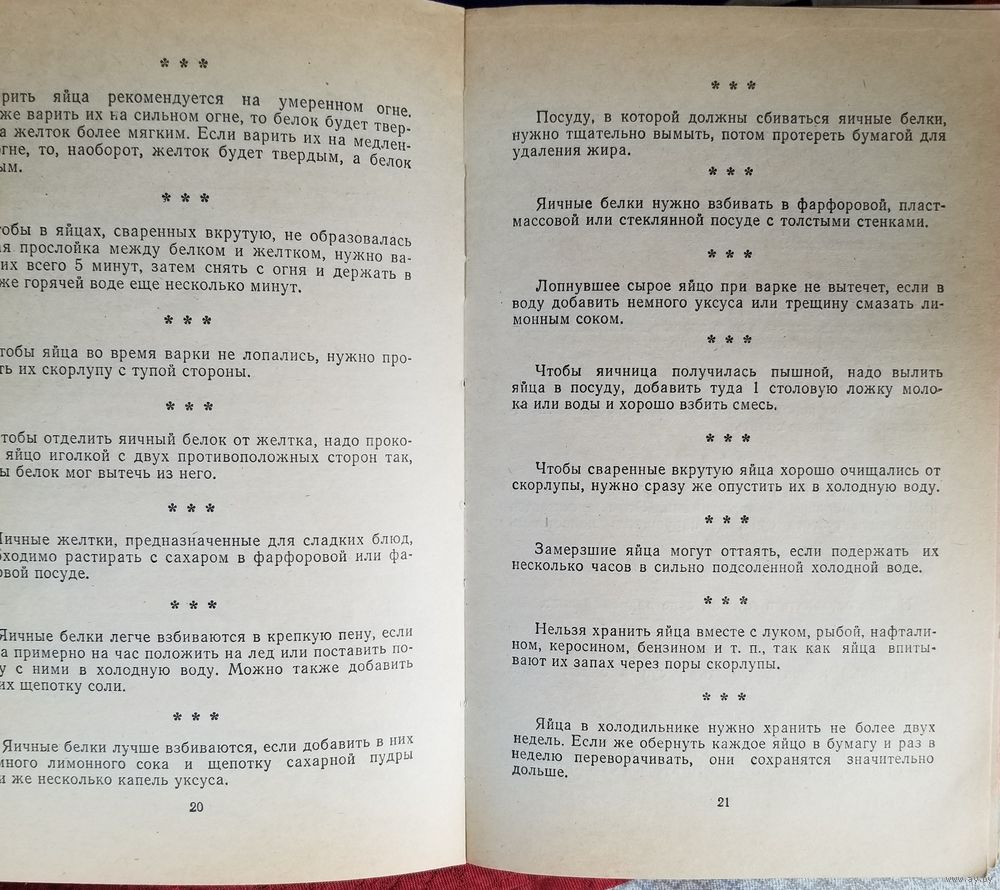 * * *
яйца рекомендуется на умеренном огне.
же варить их на сильном огне, то белок будет твер-
а желток более мягким. Если варить их на медлен-
то, наоборот, желток будет твердым, а белок
* * *
в яйцах, сваренных вкрутую, не образовалась
прослойка между белком и желтком, нужно ва-
их всего 5 минут, затем снять с огня и держать в
же горячей воде еще несколько минут.
* * *
яйца во время варки не лопались, нужно про-
их скорлупу с тупой стороны.
* * *
отделить яичный белок от желтка, надо проко-
яйцо иголкой с двух противоположных сторон так,
белок мог вытечь из него.
* * *
желтки, предназначенные для сладких блюд,
растирать с сахаром в фарфоровой или фа-
посуде.
* * *
Яичные белки легче взбиваются в крепкую пену, если
примерно на час положить на лед или поставить по-
с ними в холодную воду. Можно также добавить
их щепотку соли.
* * *
Яичные белки лучше взбиваются, если добавить в них
лимонного сока и щепотку сахарной пудры
же несколько капель уксуса.
20
* * *
Посуду, в которой должны сбиваться яичные белки,
нужно тщательно вымыть, потом протереть бумагой для
удаления жира.
* * *
Яичные белки нужно взбивать в фарфоровой, пласт-
массовой или стеклянной посуде с толстыми стенками.
* * *
Лопнувшее сырое яйцо при варке не вытечет, если в
воду добавить немного уксуса или трещину смазать ли-
монным соком.
* * *
Чтобы яичница получилась пышной, надо вылить
яйца в посуду, добавить туда 1 столовую ложку моло-
ка или воды и хорошо взбить смесь.
* * *
Чтобы сваренные вкрутую яйца хорошо очищались от
скорлупы, нужно сразу же опустить их в холодную воду.
* * *
Замерзшие яйца могут оттаять, если подержать их
несколько часов в сильно подсоленной холодной воде.
* * *
Нельзя хранить яйца вместе с луком, рыбой, нафтали-
ном, керосином, бензином и т. п., так как яйца впиты-
вают их запах через поры скорлупы.
* * *
Яйца в холодильнике нужно хранить не более двух
недель. Если же обернуть каждое яйцо в бумагу и раз в
неделю переворачивать, они сохранятся значительно
дольше.
21